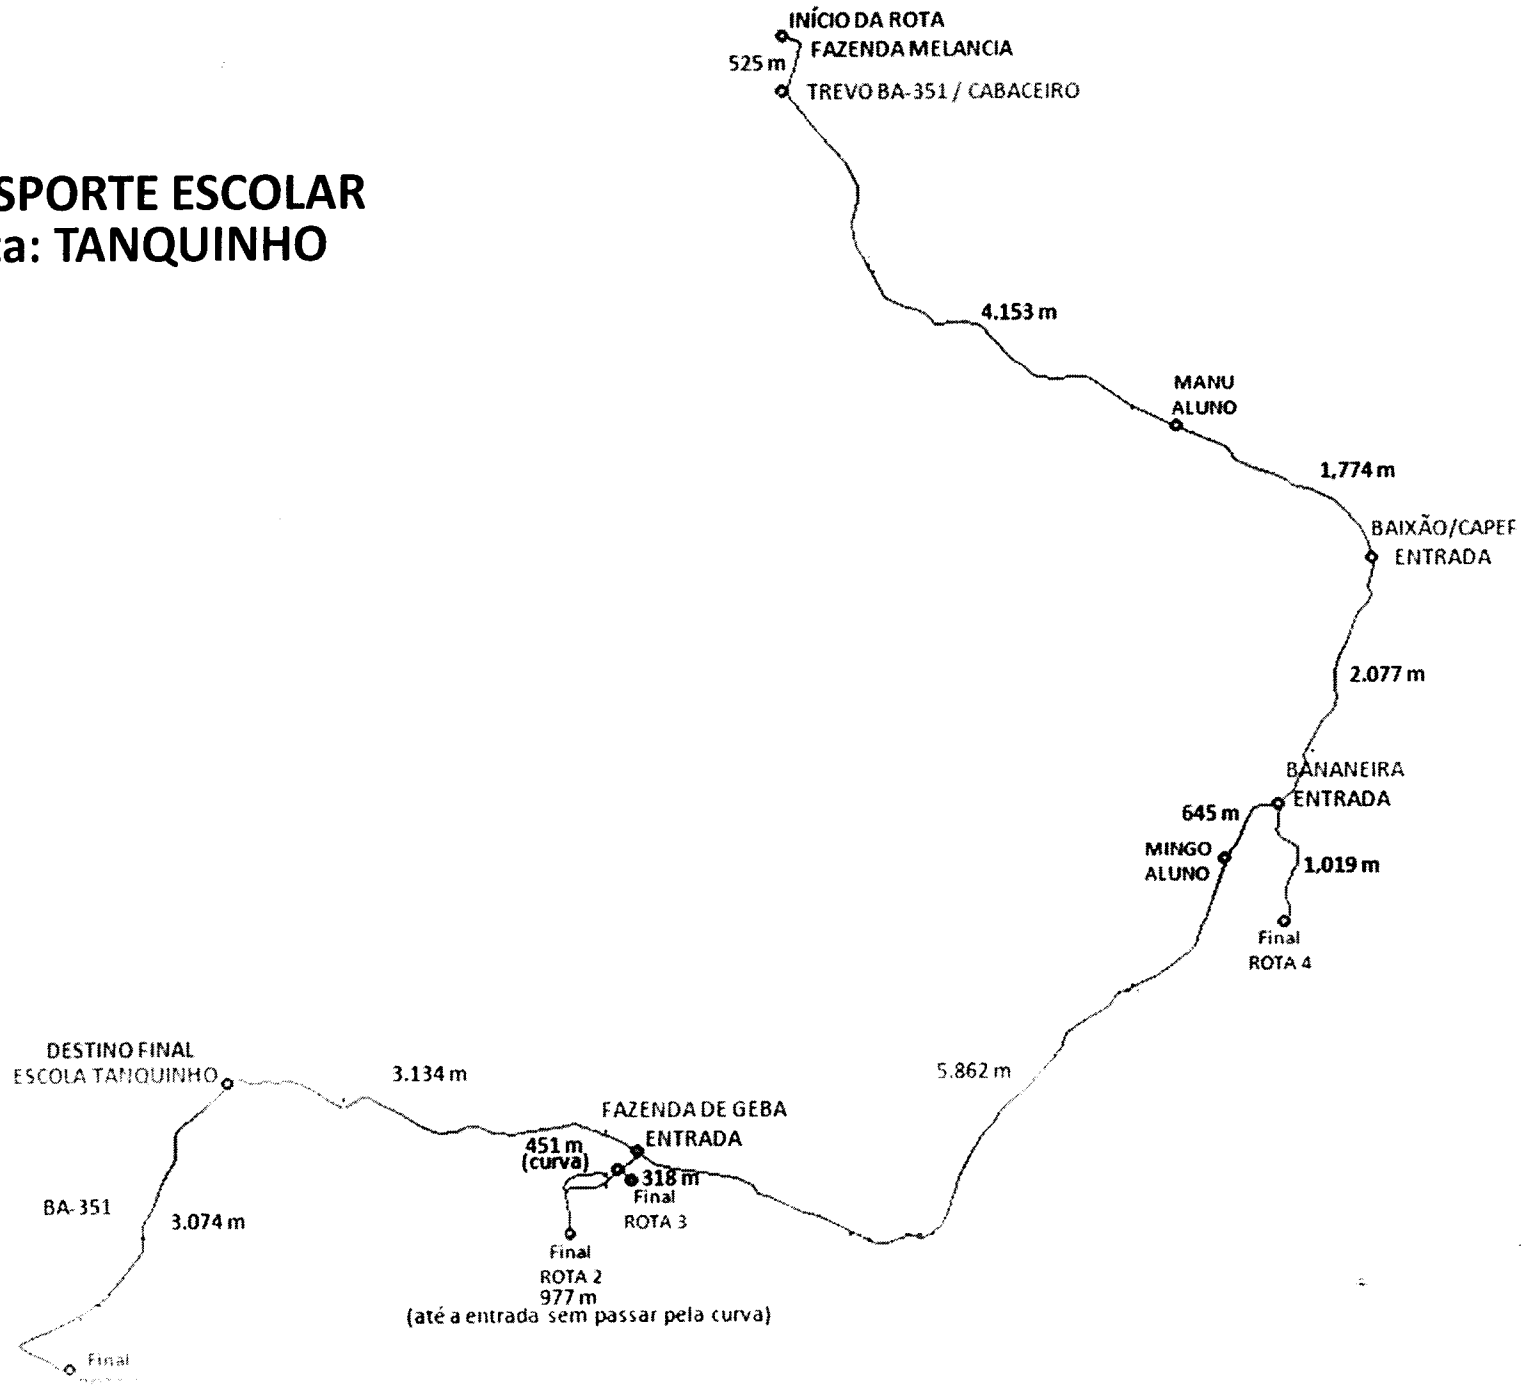 INÍCIO DA ROTA
FAZENDA MELANCIA
525 m
TREVO BA-351 / CABACEIRO
SPORTE ESCOLAR
ta: TANQUINHO
4.153 m
MANU
ALUNO
1,774 m
BAIXÃO/CAPEF
ENTRADA
2.077 m
BANANEIRA
ENTRADA
645 m
MINGO
ALUNO
1,019 m
Final
ROTA 4
DESTINO FINAL
ESCOLA TANQUINHO
3.134 m
5.862 m
FAZENDA DE GEBA
ENTRADA
451 m
(curva)
318 m
Final
ROTA 3
BA-351
3.074 m
Final
ROTA 2
977 m
(até a entrada sem passar pela curva)
Final